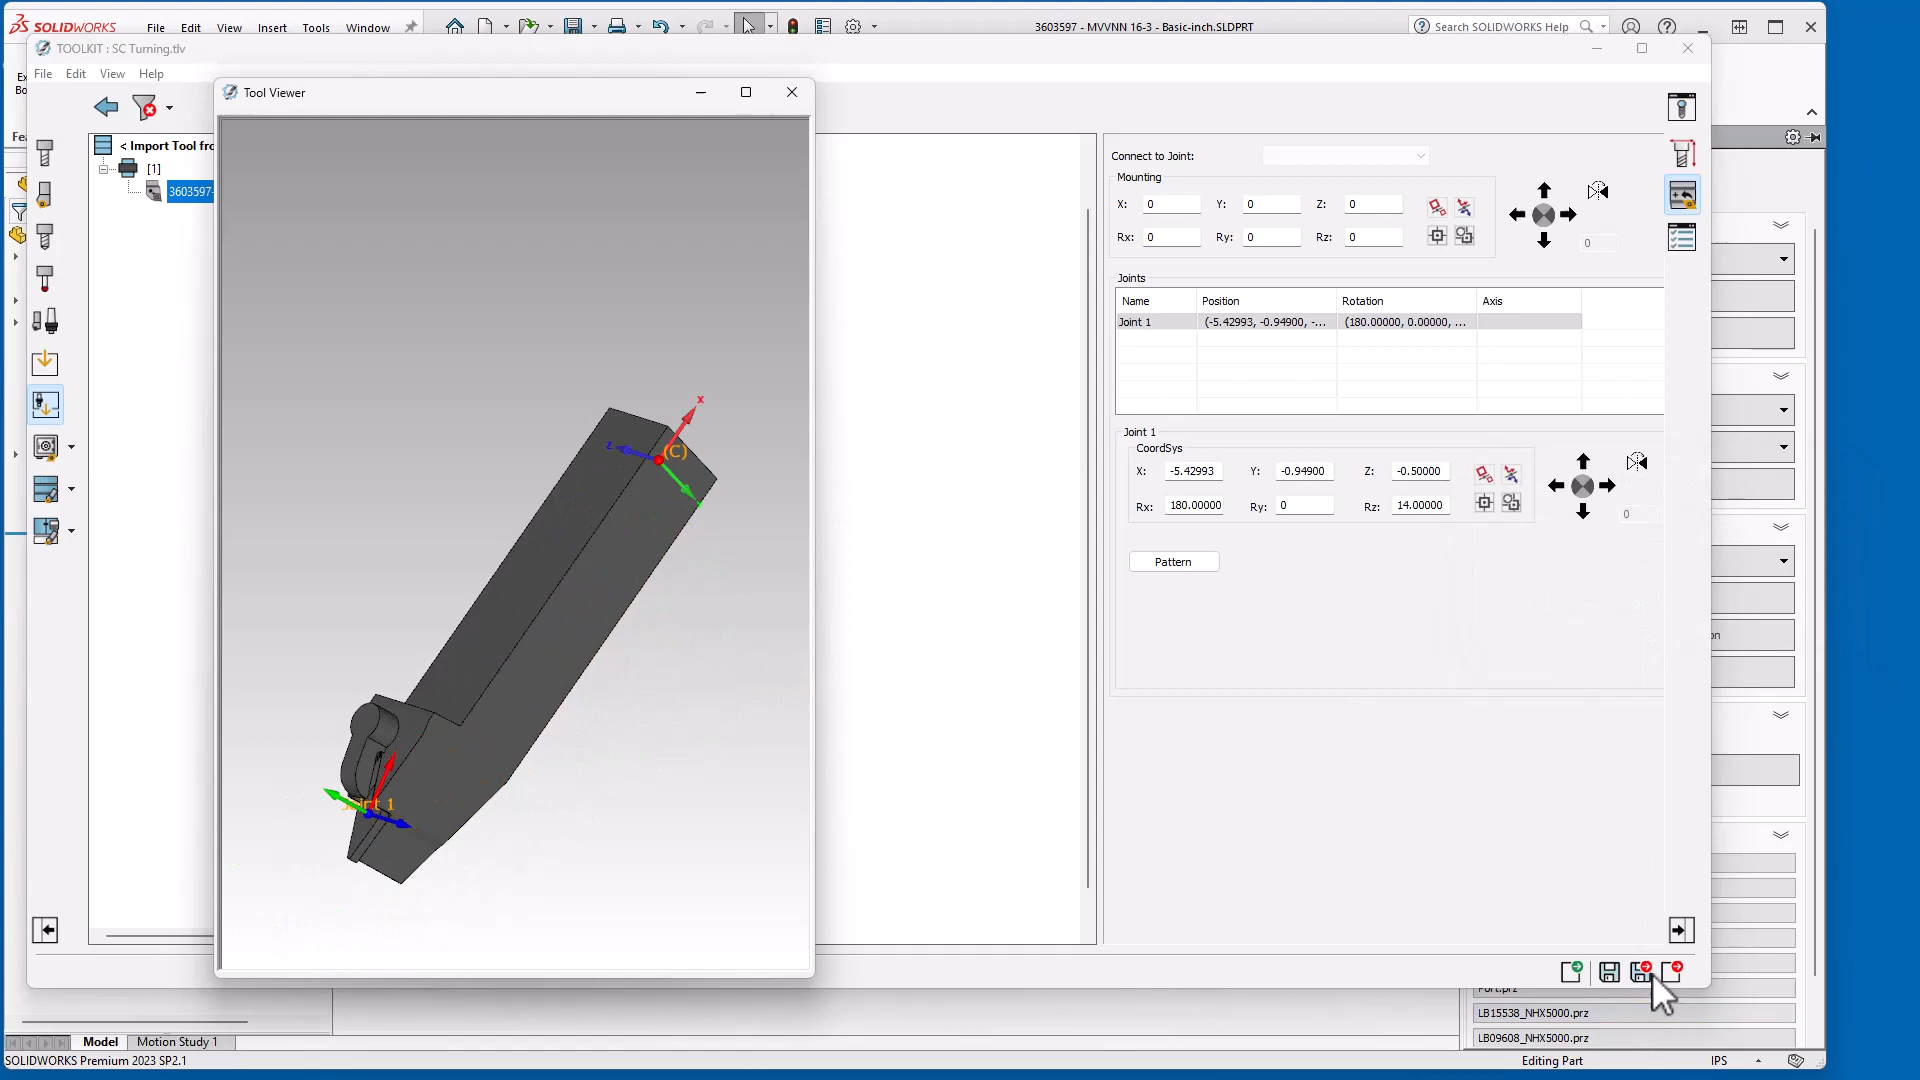 SOLIDWORKS File Edit View Insert Tools Window 3603597 - MVVNN 16-3 - Basic-inch.SLDPRT Search SOLIDWORKS Help
TOOLKIT : SC Turning.tlv
File Edit View Help
Tool Viewer
< Import Tool fro
[1]
3603597-
x
z
(C)
Joint 1
Connect to Joint:
Mounting
X: 0 Y: 0 Z: 0
Rx: 0 Ry: 0 Rz: 0
0
Joints
Name Position Rotation Axis
Joint 1 (-5.42993, -0.94900, -... (180.00000, 0.00000, ...
Joint 1
CoordSys
X: -5.42993 Y: -0.94900 Z: -0.50000
Rx: 180.00000 Ry: 0 Rz: 14.00000
0
Pattern
on
LB15538_NHX5000.prz
LB09608_NHX5000.prz
Model Motion Study 1
SOLIDWORKS Premium 2023 SP2.1 Editing Part IPS